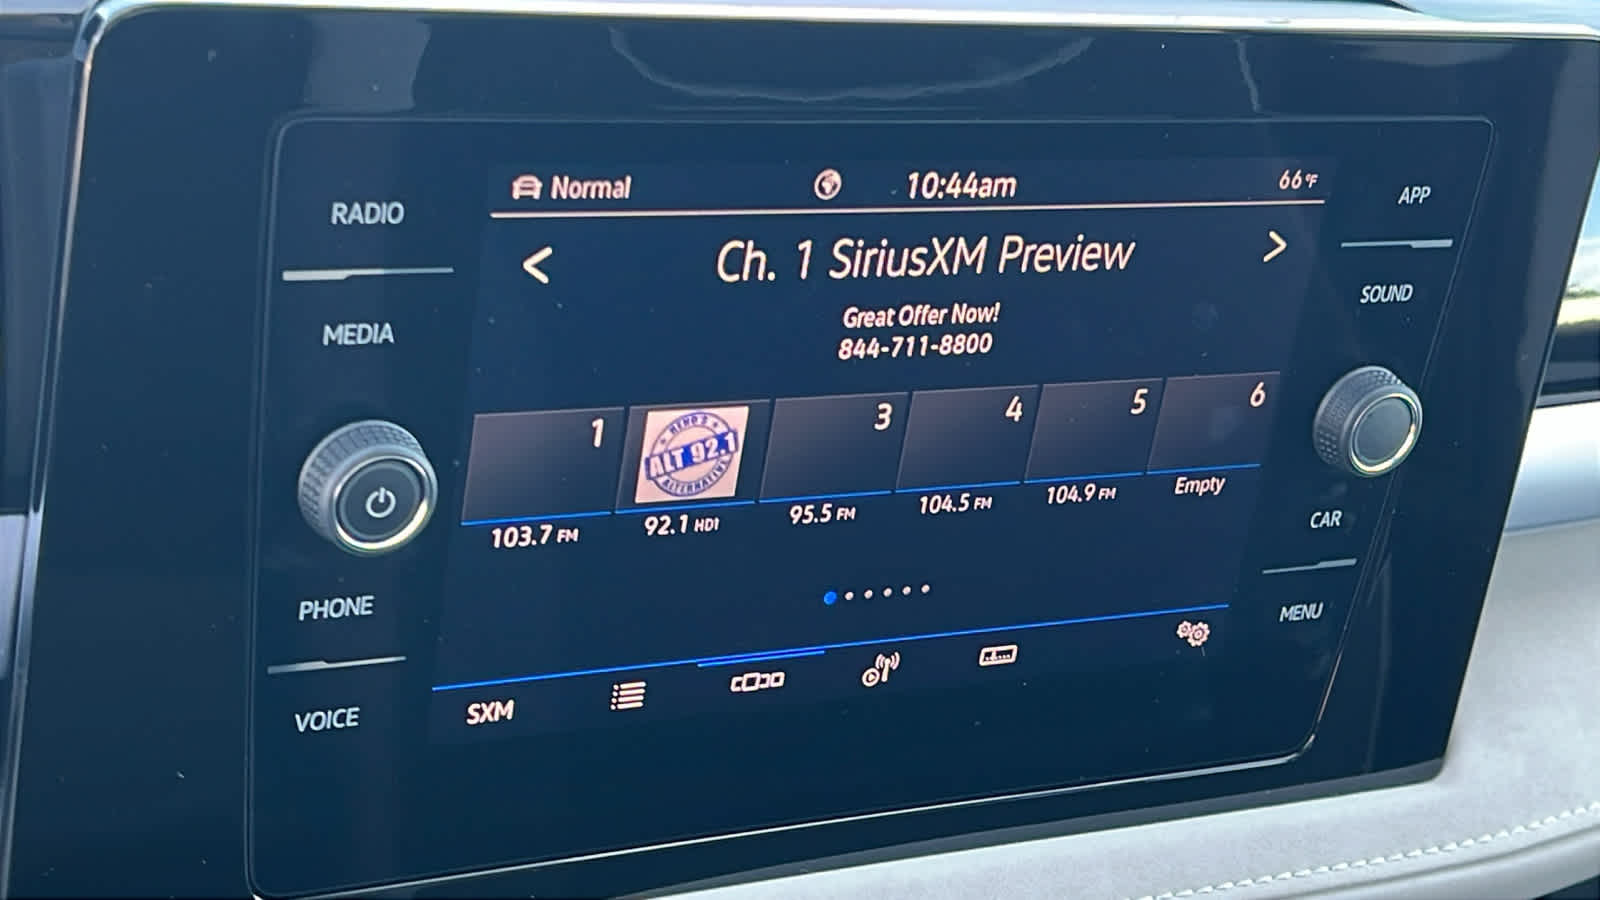 RADIO
MEDIA
PHONE
VOICE
Normal
10:44am
66°F
< Ch. 1 SiriusXM Preview >
Great Offer Now!
844-711-8800
1
RENO'S
ALT 92.1
ALTERNATIVE
3
4
5
6
103.7 FM
92.1 HD1
95.5 FM
104.5 FM
104.9 FM
Empty
SXM
APP
SOUND
CAR
MENU